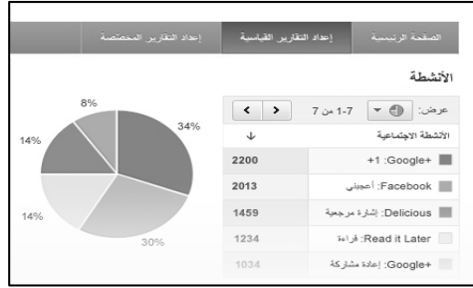 الصفحة الرئيسية
إعداد التقارير القياسية
إعداد التقارير المخصّصة
الأنشطة
عرض: 1-7 من 7
الأنشطة الاجتماعية
Google+: +1 2200
Facebook: أعجبني 2013
Delicious: إشارة مرجعية 1459
Read it Later: قراءة 1234
Google+: إعادة مشاركة 1034
8%
34%
14%
14%
30%